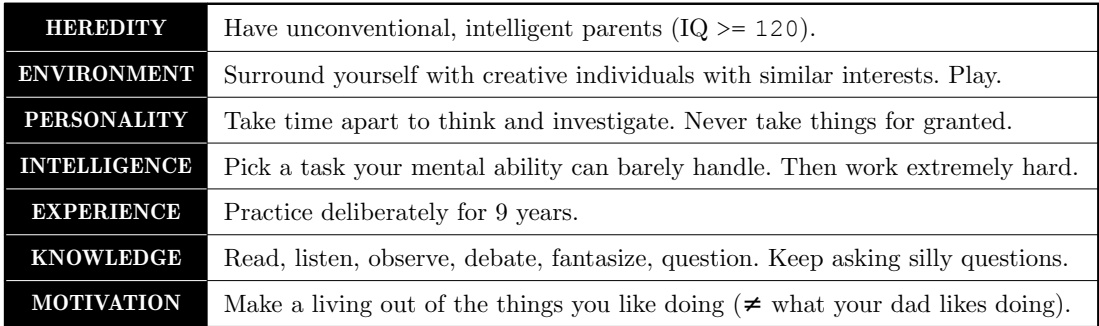 HEREDITY Have unconventional, intelligent parents (IQ >= 120).
ENVIRONMENT Surround yourself with creative individuals with similar interests. Play.
PERSONALITY Take time apart to think and investigate. Never take things for granted.
INTELLIGENCE Pick a task your mental ability can barely handle. Then work extremely hard.
EXPERIENCE Practice deliberately for 9 years.
KNOWLEDGE Read, listen, observe, debate, fantasize, question. Keep asking silly questions.
MOTIVATION Make a living out of the things you like doing (≠ what your dad likes doing).